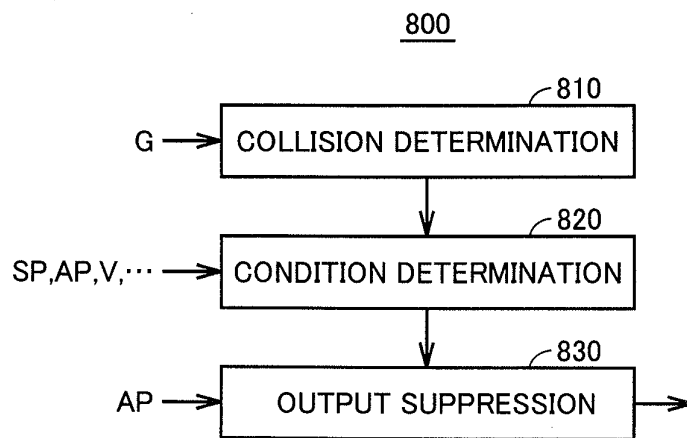 800
810
G
COLLISION DETERMINATION
820
SP,AP,V,···
CONDITION DETERMINATION
830
AP
OUTPUT SUPPRESSION